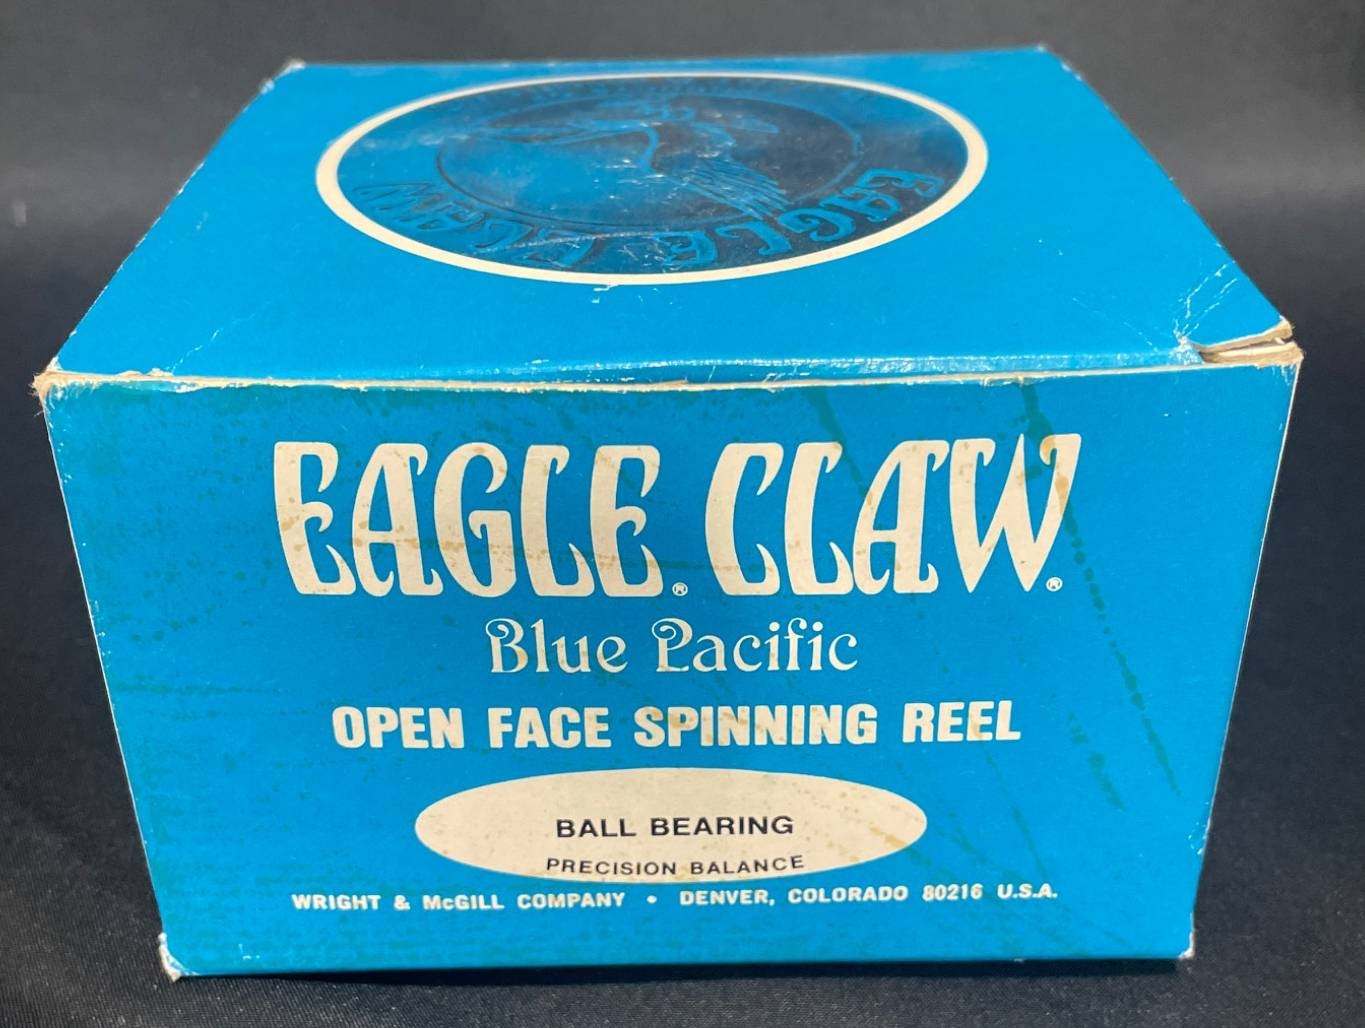 EAGLE CLAW
EAGLE® CLAW®
Blue Pacific
OPEN FACE SPINNING REEL
BALL BEARING
PRECISION BALANCE
WRIGHT & McGILL COMPANY • DENVER, COLORADO 80216 U.S.A.